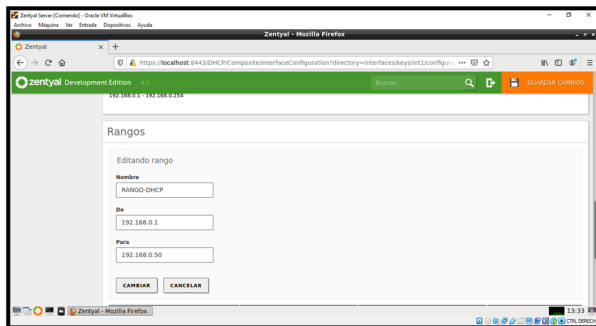 Zentyal Server [Corriendo] - Oracle VM VirtualBox
Archivo Máquina Ver Entrada Dispositivos Ayuda
Zentyal - Mozilla Firefox
Zentyal
https://localhost:8443/DHCP/Composite/InterfaceConfiguration?directory=Interfaces/keys/int1/configur
zentyal Development Edition 6.2
Buscar...
GUARDAR CAMBIOS
192.168.0.1 - 192.168.0.254
Rangos
Editando rango
Nombre
RANGO-DHCP
De
192.168.0.1
Para
192.168.0.50
CAMBIAR CANCELAR
Zentyal - Mozilla Firefox
13:33
CTRL DERECH